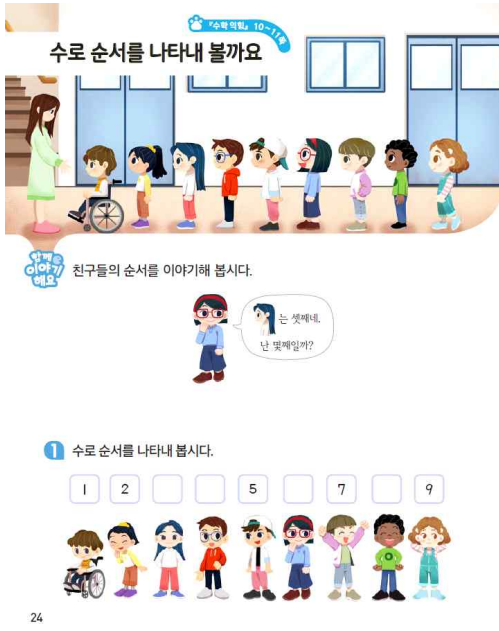 『수학 익힘』 10~11쪽
수로 순서를 나타내 볼까요
함께
이야기
해요
친구들의 순서를 이야기해 봅시다.
는 셋째네.
난 몇째일까?
1 수로 순서를 나타내 봅시다.
1 2 5 7 9
24